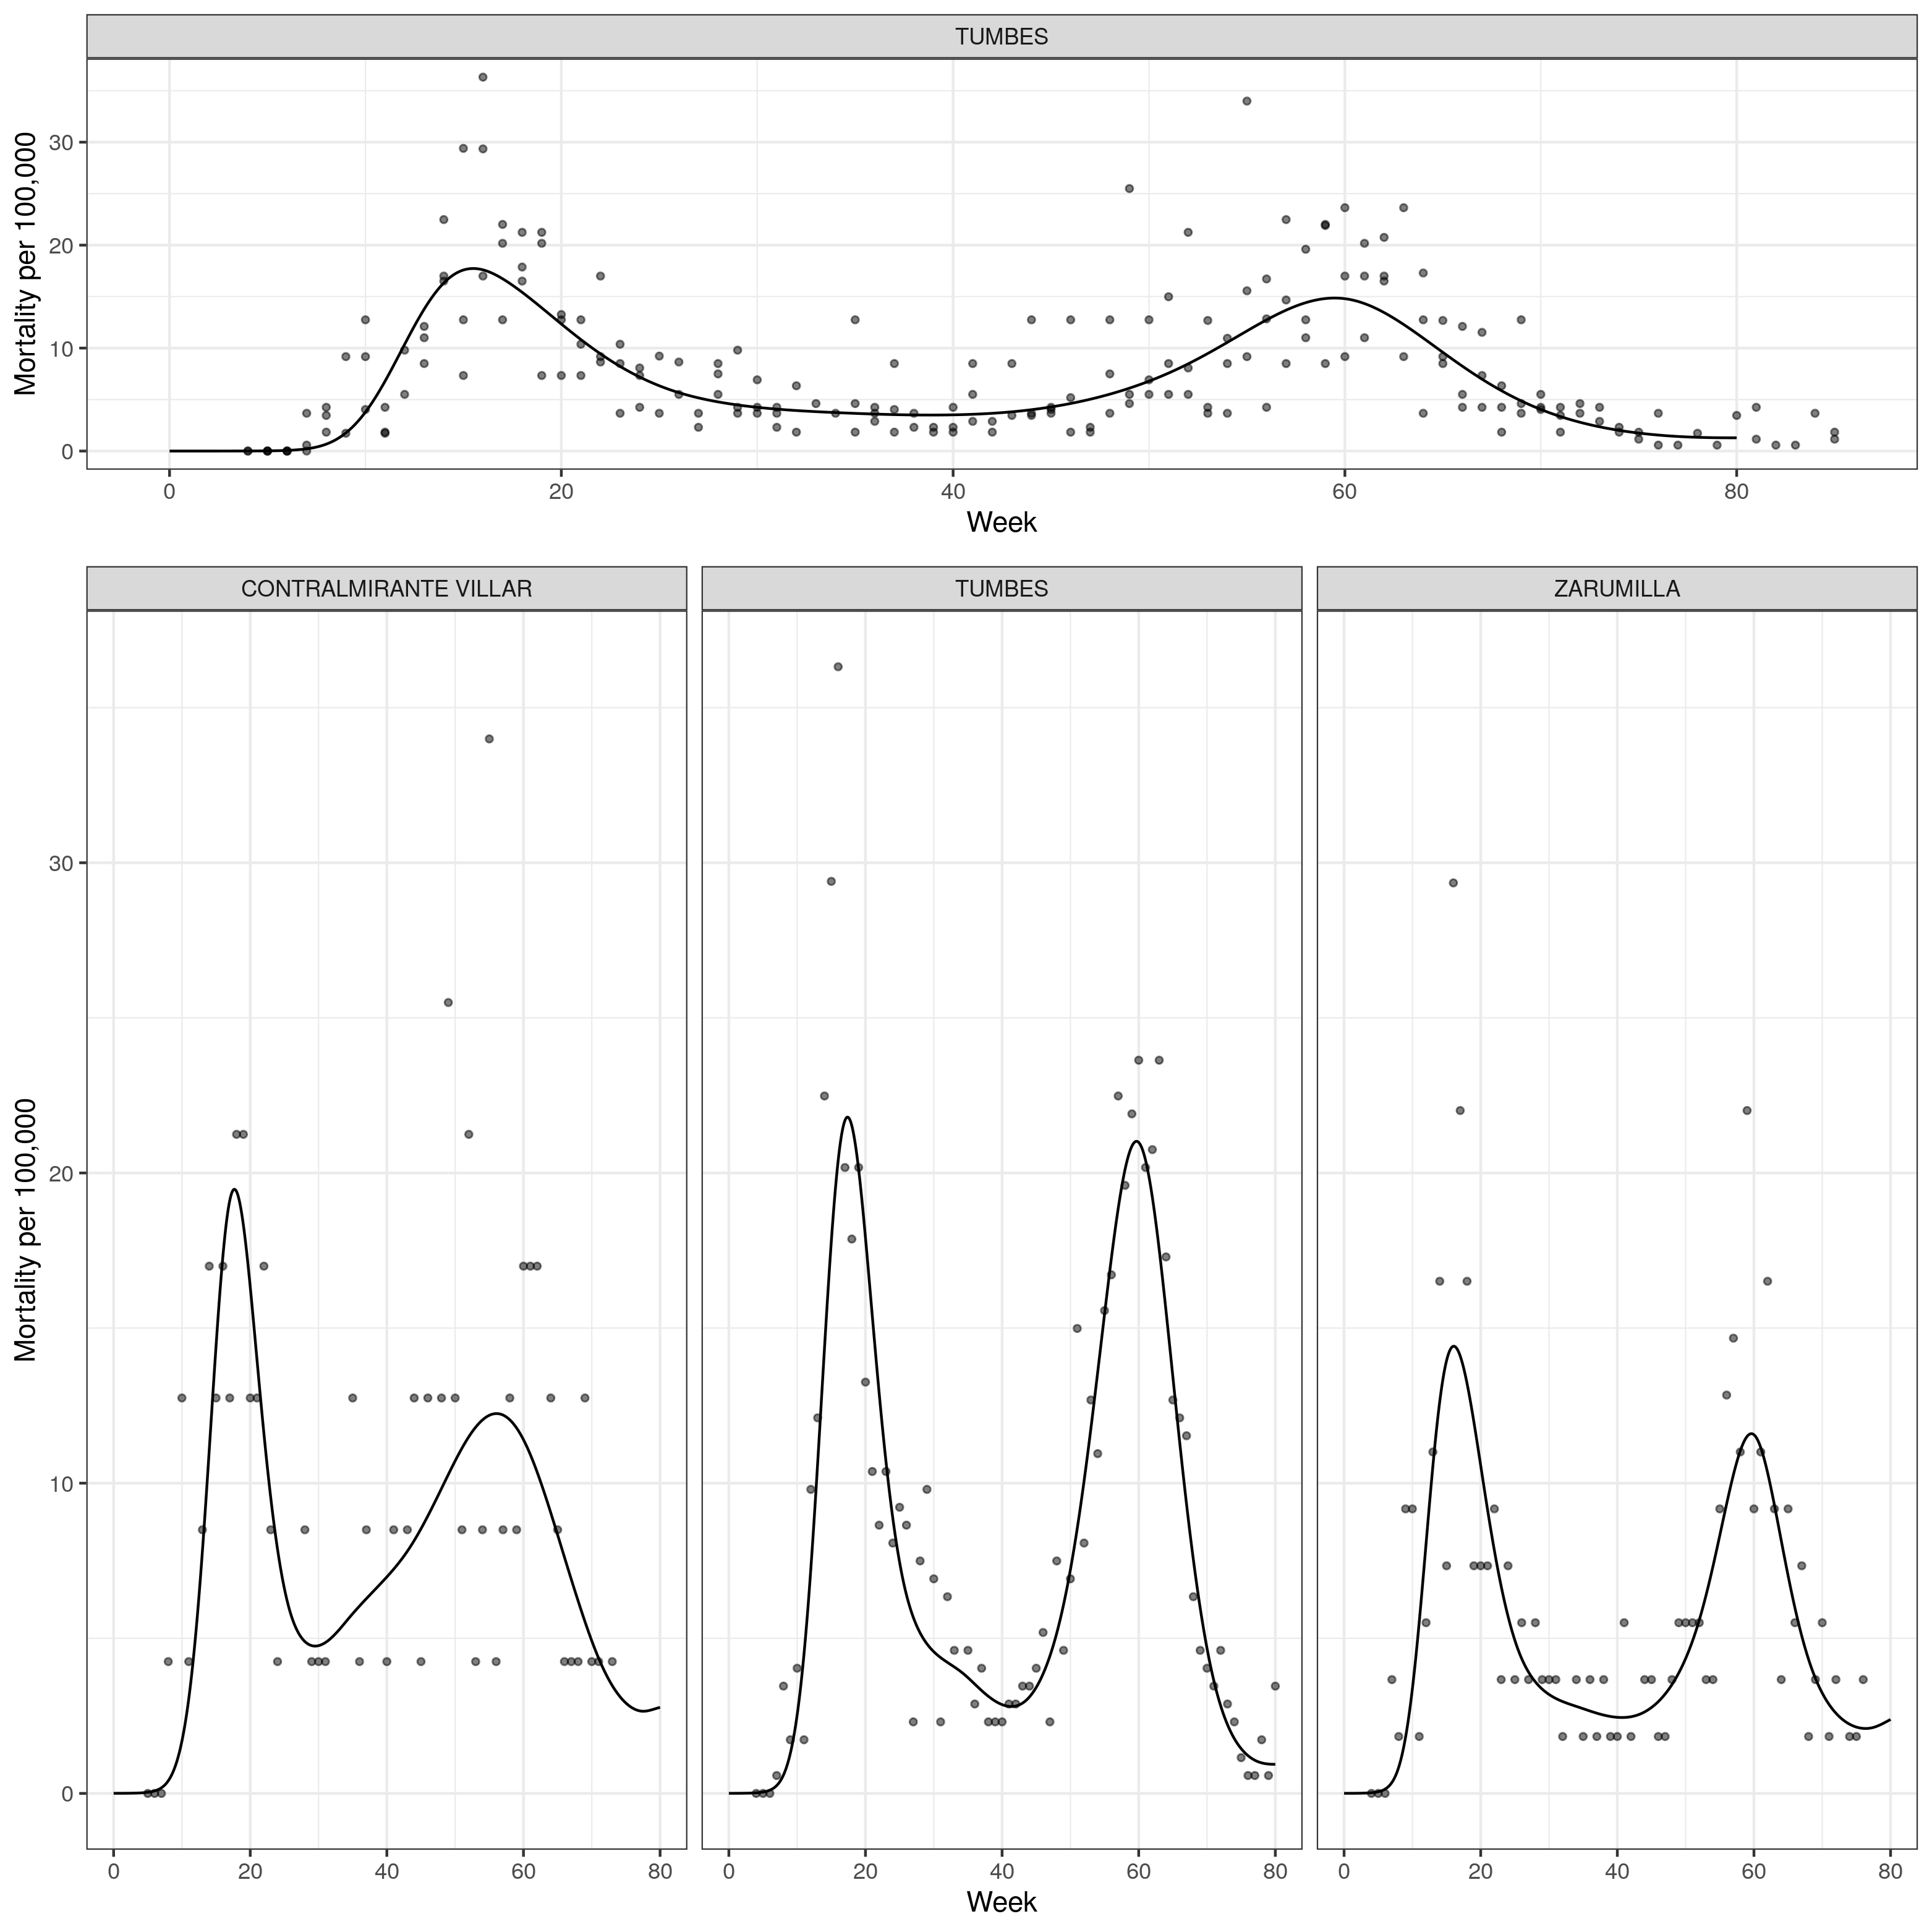 TUMBES
Mortality per 100,000
30
20
10
0
0 20 40 60 80
Week
CONTRALMIRANTE VILLAR TUMBES ZARUMILLA
Mortality per 100,000
30
20
10
0
0 20 40 60 80 0 20 40 60 80 0 20 40 60 80
Week